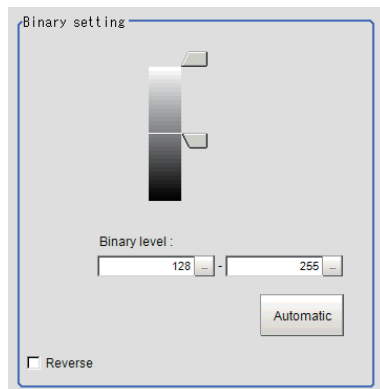 Binary setting
Binary level :
128 ... - 255 ...
Automatic
Reverse